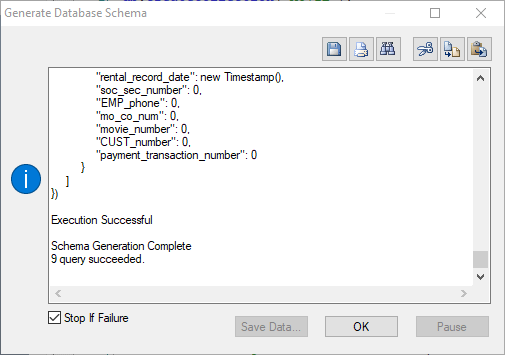 Generate Database Schema
"rental_record_date": new Timestamp(),
"soc_sec_number": 0,
"EMP_phone": 0,
"mo_co_num": 0,
"movie_number": 0,
"CUST_number": 0,
"payment_transaction_number": 0
}
]
})
Execution Successful
Schema Generation Complete
9 query succeeded.
Stop If Failure
Save Data...
OK
Pause